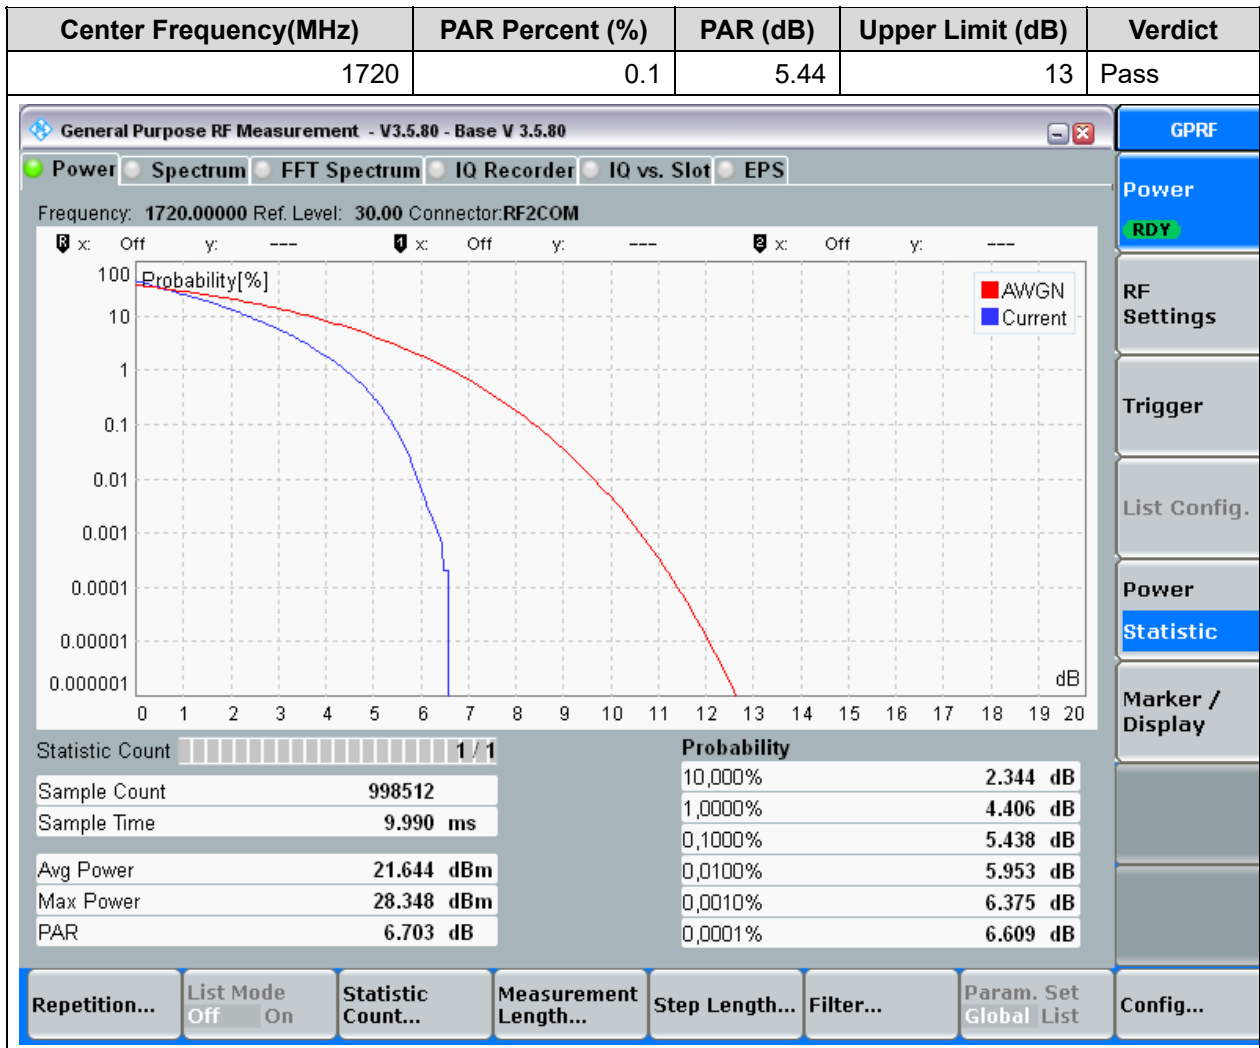 Center Frequency(MHz) PAR Percent (%) PAR (dB) Upper Limit (dB) Verdict
1720 0.1 5.44 13 Pass
General Purpose RF Measurement - V3.5.80 - Base V 3.5.80
GPRF
Power Spectrum FFT Spectrum IQ Recorder IQ vs. Slot EPS
Power
RDY
Frequency: 1720.00000 Ref. Level: 30.00 Connector:RF2COM
R x: Off y: --- 1 x: Off y: --- 2 x: Off y: ---
Probability[%]
AWGN
Current
100
10
1
0.1
0.01
0.001
0.0001
0.00001
0.000001
dB
0 1 2 3 4 5 6 7 8 9 10 11 12 13 14 15 16 17 18 19 20
RF
Settings
Trigger
List Config.
Power
Statistic
Marker /
Display
Statistic Count 1 / 1
Sample Count 998512
Sample Time 9.990 ms
Avg Power 21.644 dBm
Max Power 28.348 dBm
PAR 6.703 dB
Probability
10,000% 2.344 dB
1,0000% 4.406 dB
0,1000% 5.438 dB
0,0100% 5.953 dB
0,0010% 6.375 dB
0,0001% 6.609 dB
Repetition...
List Mode
Off On
Statistic
Count...
Measurement
Length...
Step Length...
Filter...
Param. Set
Global List
Config...